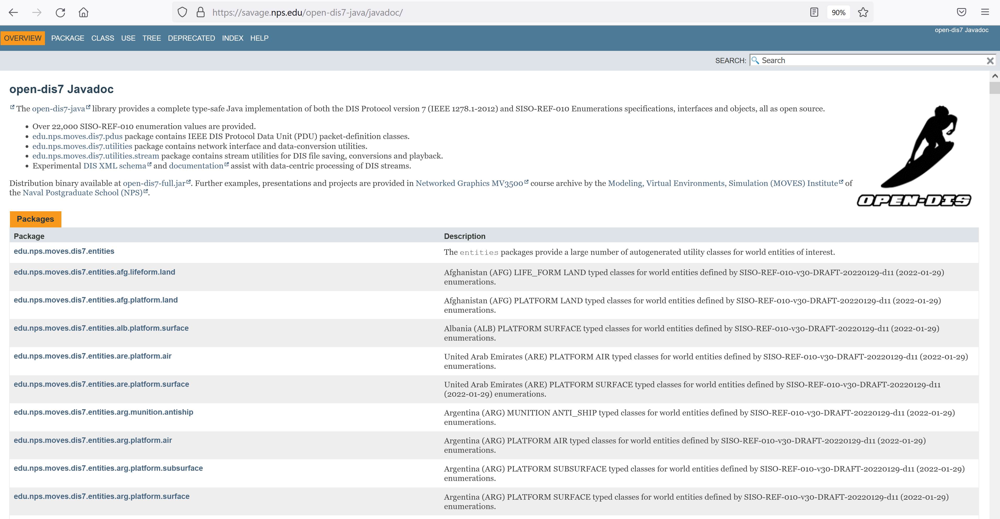 https://savage.nps.edu/open-dis7-java/javadoc/
90%
open-dis7 Javadoc
OVERVIEW PACKAGE CLASS USE TREE DEPRECATED INDEX HELP
SEARCH: Search
open-dis7 Javadoc
The open-dis7-java library provides a complete type-safe Java implementation of both the DIS Protocol version 7 (IEEE 1278.1-2012) and SISO-REF-010 Enumerations specifications, interfaces and objects, all as open source.
• Over 22,000 SISO-REF-010 enumeration values are provided.
• edu.nps.moves.dis7.pdus package contains IEEE DIS Protocol Data Unit (PDU) packet-definition classes.
• edu.nps.moves.dis7.utilities package contains network interface and data-conversion utilities.
• edu.nps.moves.dis7.utilities.stream package contains stream utilities for DIS file saving, conversions and playback.
• Experimental DIS XML schema and documentation assist with data-centric processing of DIS streams.
Distribution binary available at open-dis7-full.jar. Further examples, presentations and projects are provided in Networked Graphics MV3500 course archive by the Modeling, Virtual Environments, Simulation (MOVES) Institute of
the Naval Postgraduate School (NPS).
OPEN-DIS
Packages
Package Description
edu.nps.moves.dis7.entities The entities packages provide a large number of autogenerated utility classes for world entities of interest.
edu.nps.moves.dis7.entities.afg.lifeform.land Afghanistan (AFG) LIFE_FORM LAND typed classes for world entities defined by SISO-REF-010-v30-DRAFT-20220129-d11 (2022-01-29)
enumerations.
edu.nps.moves.dis7.entities.afg.platform.land Afghanistan (AFG) PLATFORM LAND typed classes for world entities defined by SISO-REF-010-v30-DRAFT-20220129-d11 (2022-01-29)
enumerations.
edu.nps.moves.dis7.entities.alb.platform.surface Albania (ALB) PLATFORM SURFACE typed classes for world entities defined by SISO-REF-010-v30-DRAFT-20220129-d11 (2022-01-29)
enumerations.
edu.nps.moves.dis7.entities.are.platform.air United Arab Emirates (ARE) PLATFORM AIR typed classes for world entities defined by SISO-REF-010-v30-DRAFT-20220129-d11 (2022-01-29)
enumerations.
edu.nps.moves.dis7.entities.are.platform.surface United Arab Emirates (ARE) PLATFORM SURFACE typed classes for world entities defined by SISO-REF-010-v30-DRAFT-20220129-d11
(2022-01-29) enumerations.
edu.nps.moves.dis7.entities.arg.munition.antiship Argentina (ARG) MUNITION ANTI_SHIP typed classes for world entities defined by SISO-REF-010-v30-DRAFT-20220129-d11 (2022-01-29)
enumerations.
edu.nps.moves.dis7.entities.arg.platform.air Argentina (ARG) PLATFORM AIR typed classes for world entities defined by SISO-REF-010-v30-DRAFT-20220129-d11 (2022-01-29)
enumerations.
edu.nps.moves.dis7.entities.arg.platform.subsurface Argentina (ARG) PLATFORM SUBSURFACE typed classes for world entities defined by SISO-REF-010-v30-DRAFT-20220129-d11 (2022-01-29)
enumerations.
edu.nps.moves.dis7.entities.arg.platform.surface Argentina (ARG) PLATFORM SURFACE typed classes for world entities defined by SISO-REF-010-v30-DRAFT-20220129-d11 (2022-01-29)
enumerations.